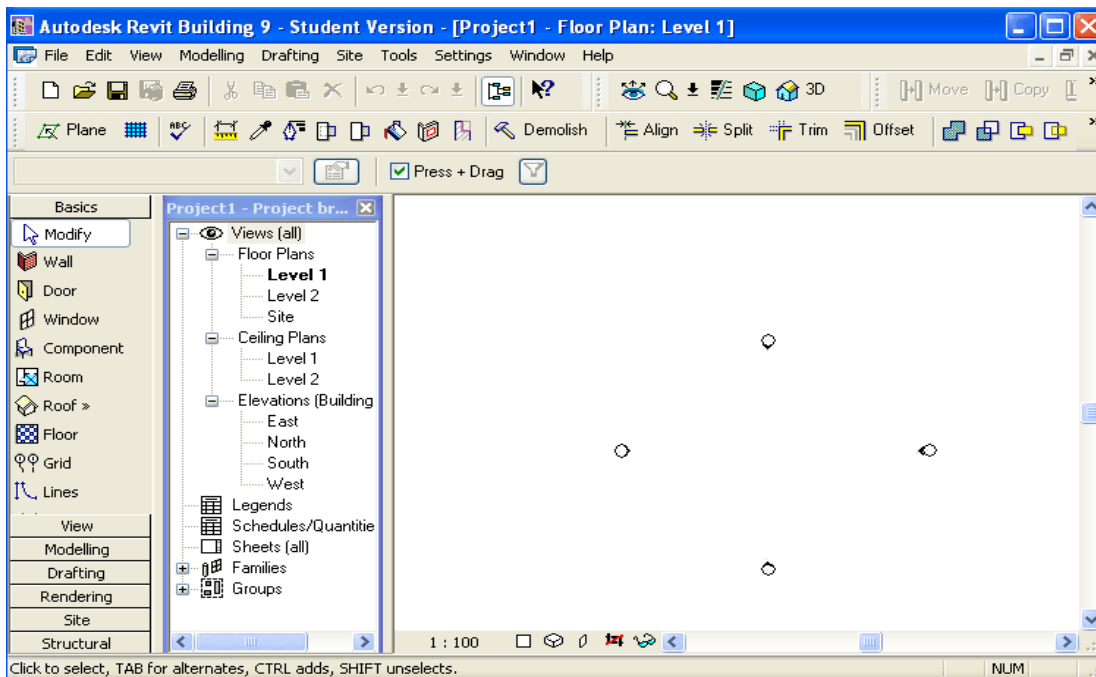 Autodesk Revit Building 9 - Student Version - [Project1 - Floor Plan: Level 1]
File Edit View Modelling Drafting Site Tools Settings Window Help
3D Move Copy
Plane ABC Demolish Align Split Trim Offset
Press + Drag
Basics
Modify
Wall
Door
Window
Component
Room
Roof »
Floor
Grid
Lines
View
Modelling
Drafting
Rendering
Site
Structural
Project1 - Project br...
Views (all)
Floor Plans
Level 1
Level 2
Site
Ceiling Plans
Level 1
Level 2
Elevations (Building
East
North
South
West
Legends
Schedules/Quantitie
Sheets (all)
Families
Groups
1 : 100
Click to select, TAB for alternates, CTRL adds, SHIFT unselects. NUM